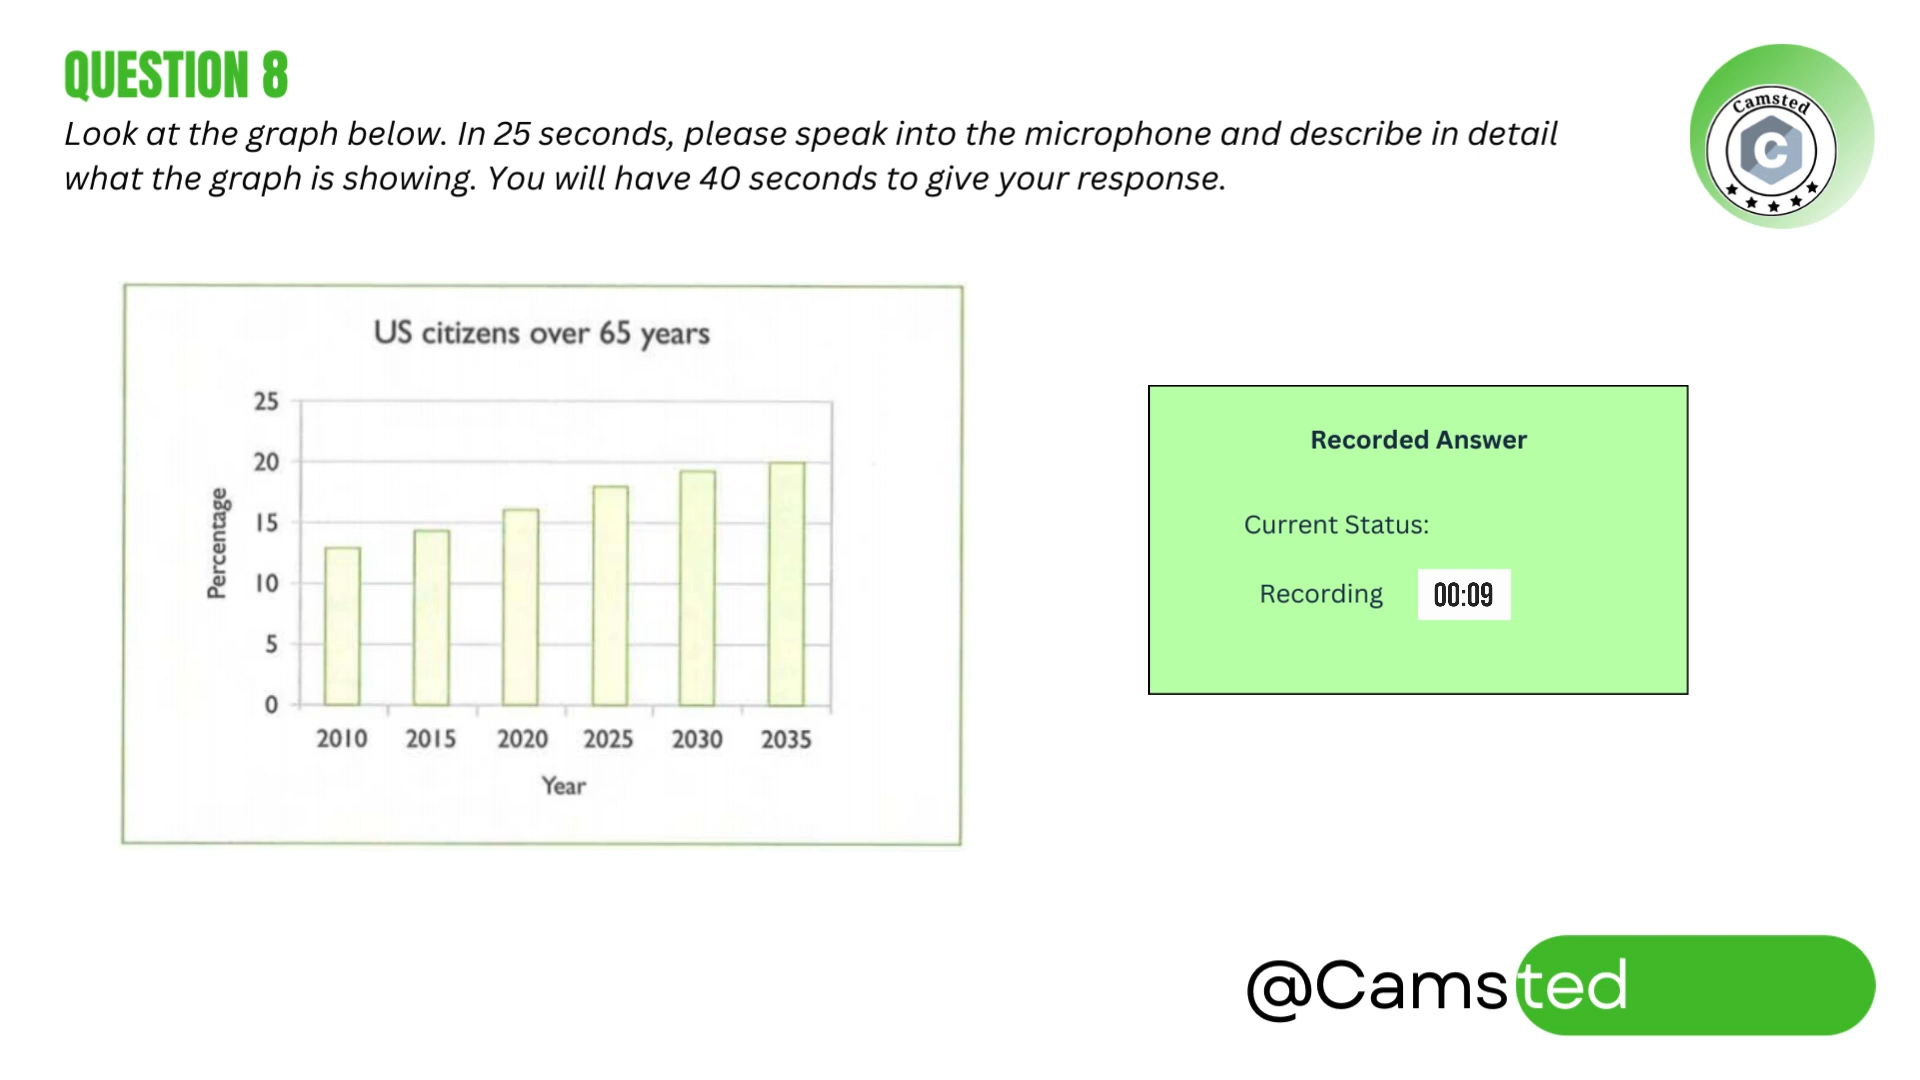 QUESTION 8
Look at the graph below. In 25 seconds, please speak into the microphone and describe in detail
what the graph is showing. You will have 40 seconds to give your response.
Camsted
C
US citizens over 65 years
25
20
15
10
5
0
Percentage
2010 2015 2020 2025 2030 2035
Year
Recorded Answer
Current Status:
Recording 00:09
@Camsted